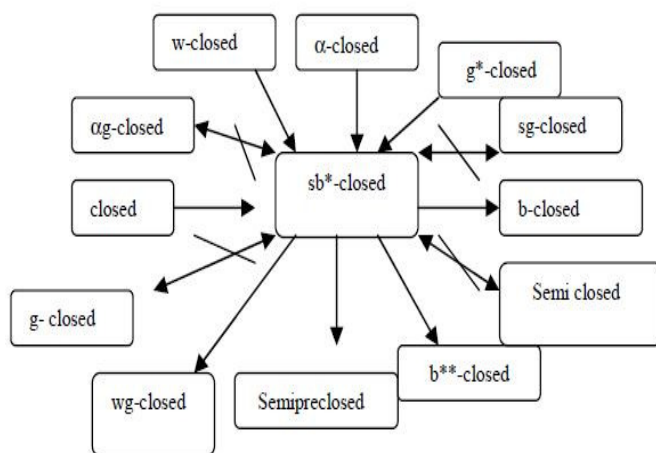 w-closed
α-closed
g*-closed
αg-closed
sg-closed
sb*-closed
closed
b-closed
Semi closed
g- closed
b**-closed
wg-closed
Semipreclosed